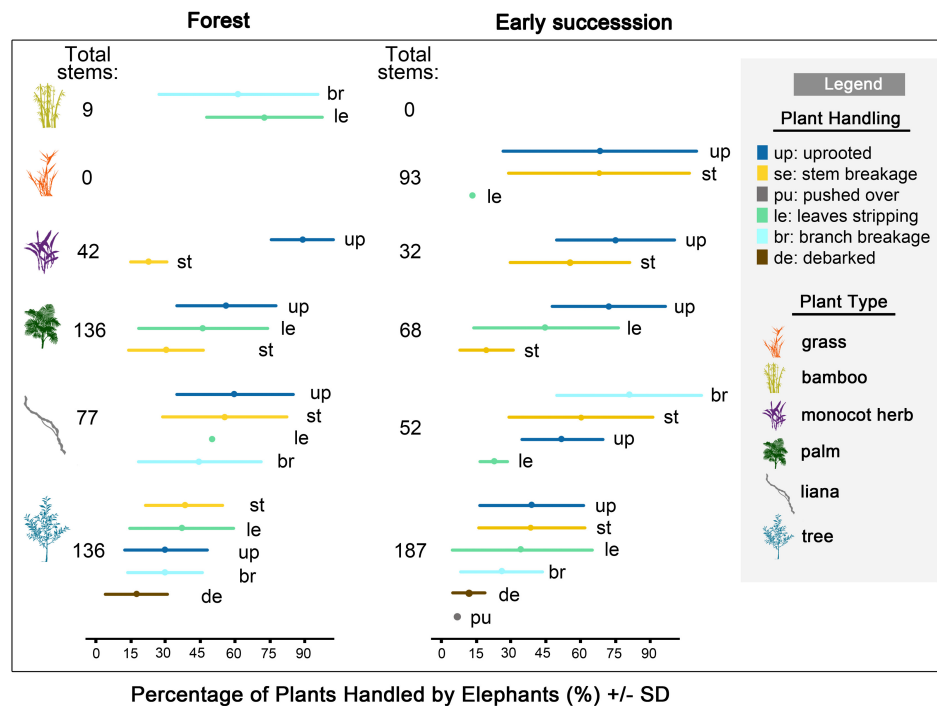 Forest
Early successsion
Total
stems:
Total
stems:
9
br
le
0
0
93
up
st
le
42
up
st
32
up
st
136
up
le
st
68
up
le
st
77
up
st
le
br
52
br
st
up
le
136
st
le
up
br
de
187
up
st
le
br
de
pu
0 15 30 45 60 75 90
0 15 30 45 60 75 90
Percentage of Plants Handled by Elephants (%) +/- SD
Legend
Plant Handling
up: uprooted
se: stem breakage
pu: pushed over
le: leaves stripping
br: branch breakage
de: debarked
Plant Type
grass
bamboo
monocot herb
palm
liana
tree